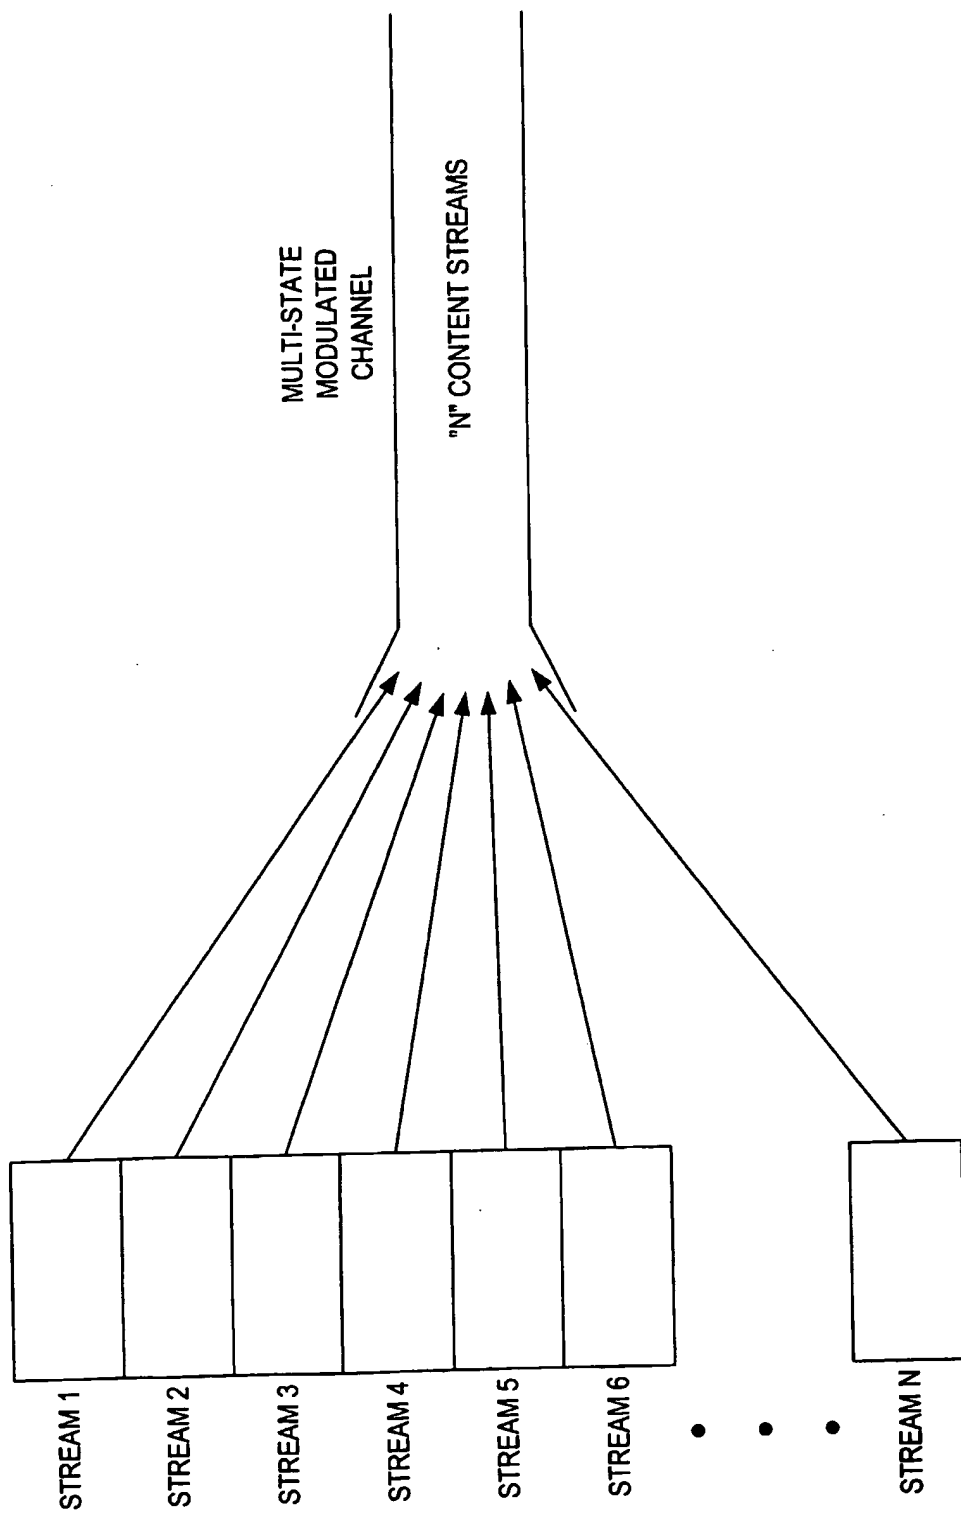 STREAM 1
STREAM 2
STREAM 3
STREAM 4
STREAM 5
STREAM 6
STREAM N
MULTI-STATE
MODULATED
CHANNEL
"N" CONTENT STREAMS